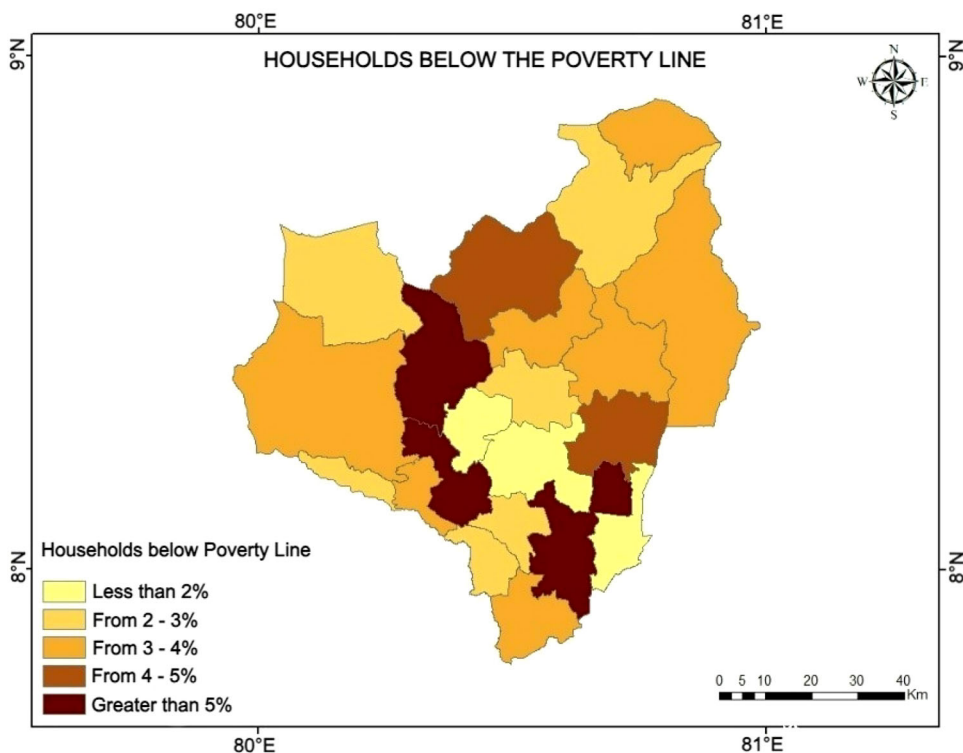 80°E 81°E
9°N 9°N
HOUSEHOLDS BELOW THE POVERTY LINE
N
W E
S
Households below Poverty Line
Less than 2%
From 2 - 3%
From 3 - 4%
From 4 - 5%
Greater than 5%
8°N 8°N
0 5 10 20 30 40
Km
80°E 81°E